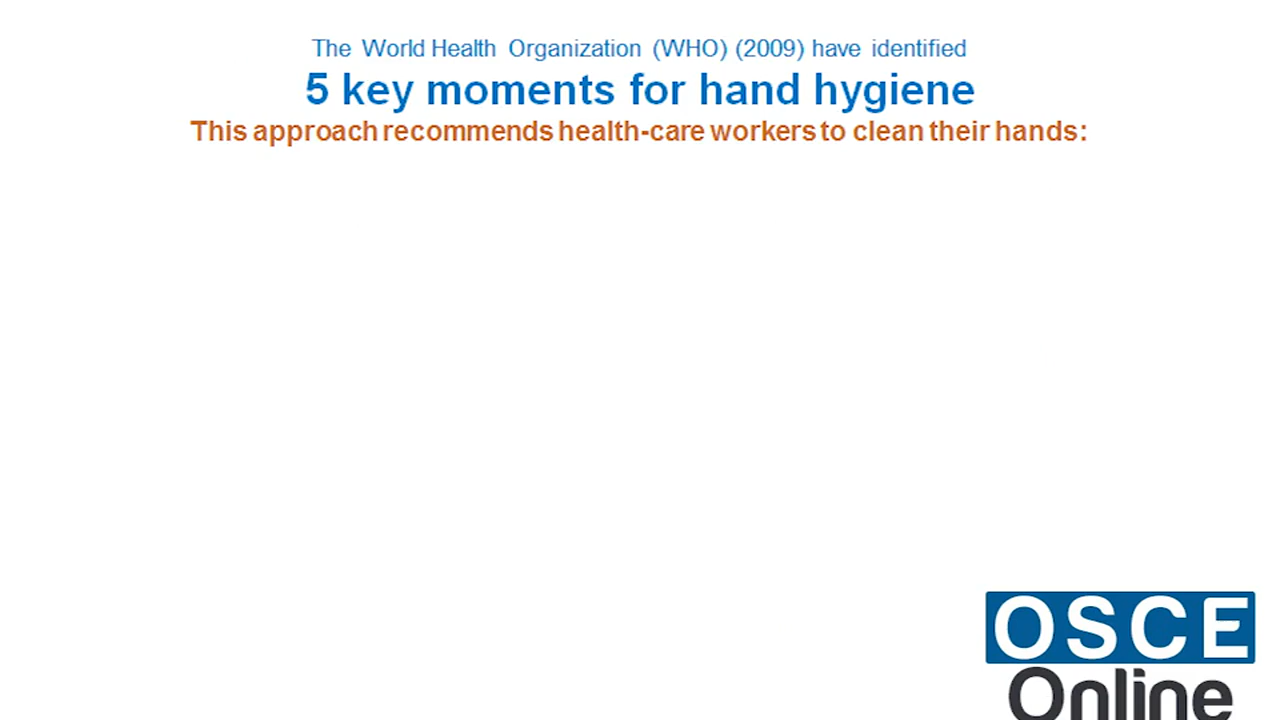 The World Health Organization (WHO) (2009) have identified
5 key moments for hand hygiene
This approach recommends health-care workers to clean their hands:
OSCE
Online